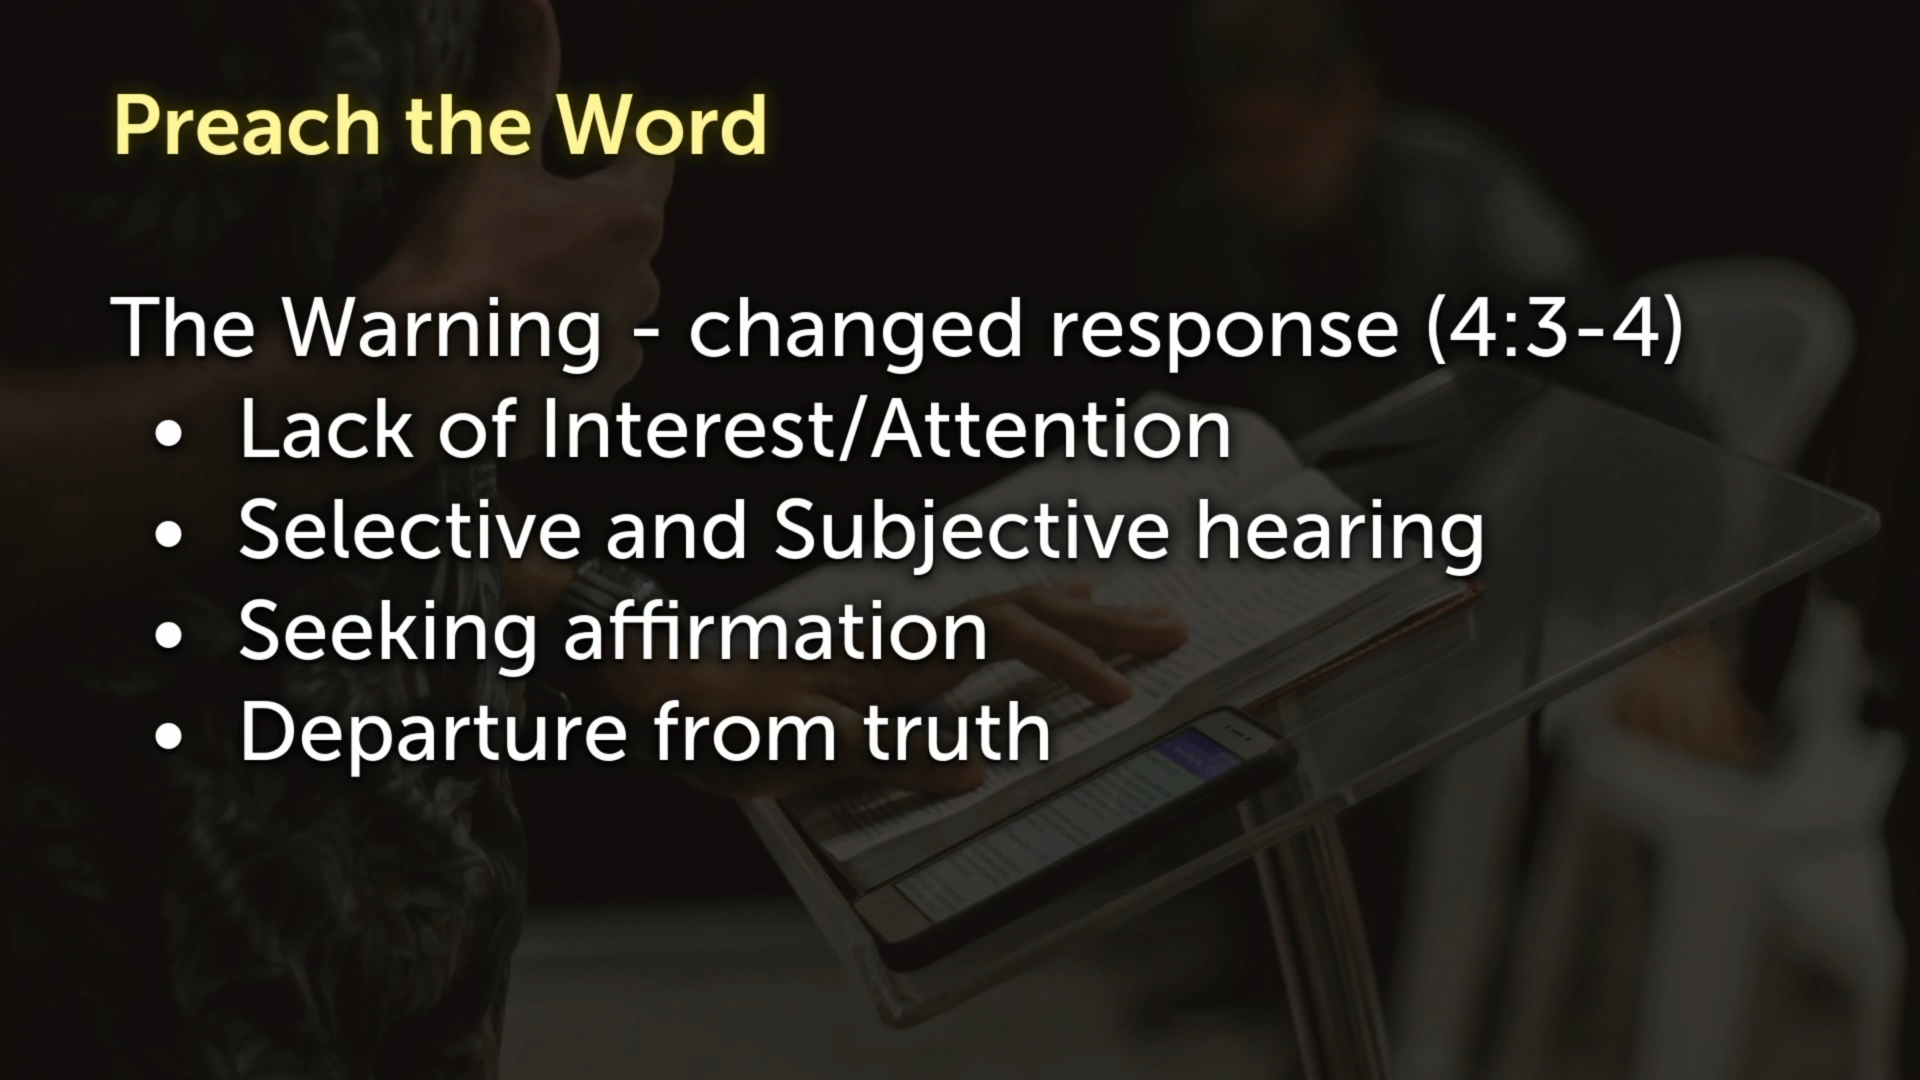 Preach the Word
The Warning - changed response (4:3-4)
• Lack of Interest/Attention
• Selective and Subjective hearing
• Seeking affirmation
• Departure from truth